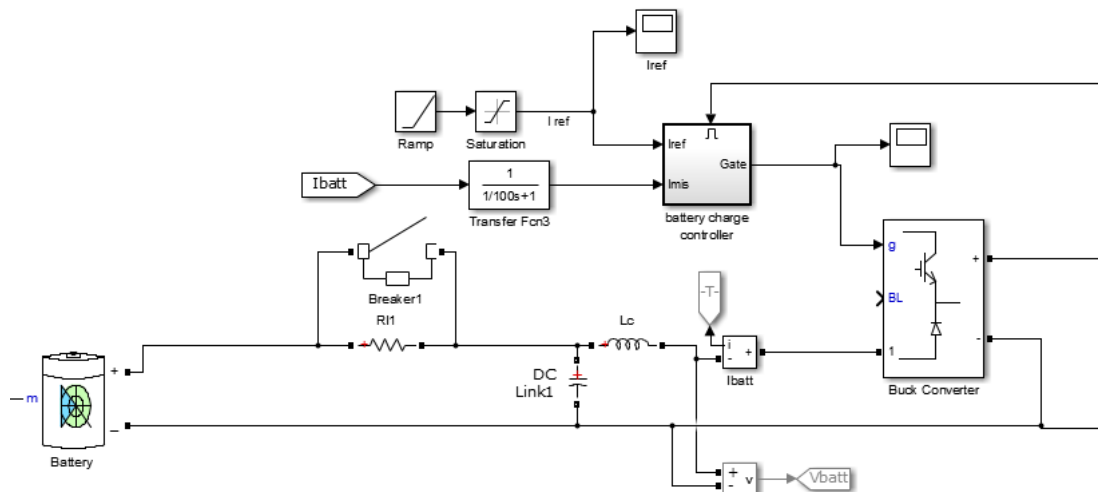 Iref
I ref
Ramp
Saturation
Iref
Gate
Imis
Ibatt
1
1/100s+1
Transfer Fcn3
battery charge
controller
g
+
Breaker1
BL
-T-
Rl1
Lc
i
-
+
1
-
+
DC
Link1
Ibatt
Buck Converter
m
–
Battery
+
-
v
Vbatt